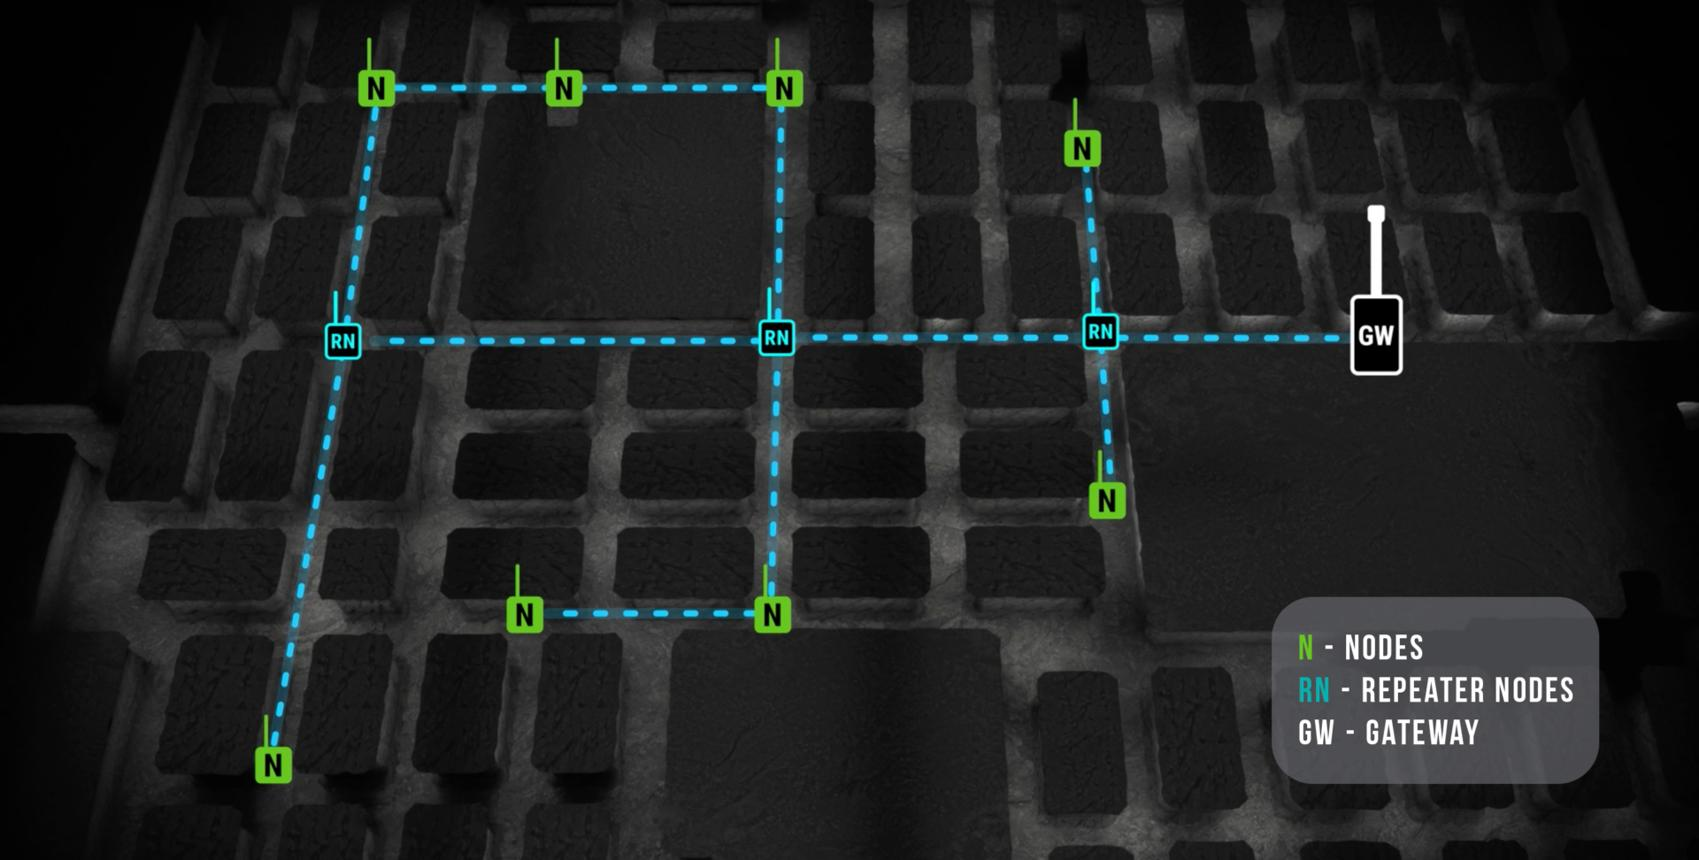 N N N
N
RN RN RN GW
N
N N
N
N - NODES
RN - REPEATER NODES
GW - GATEWAY